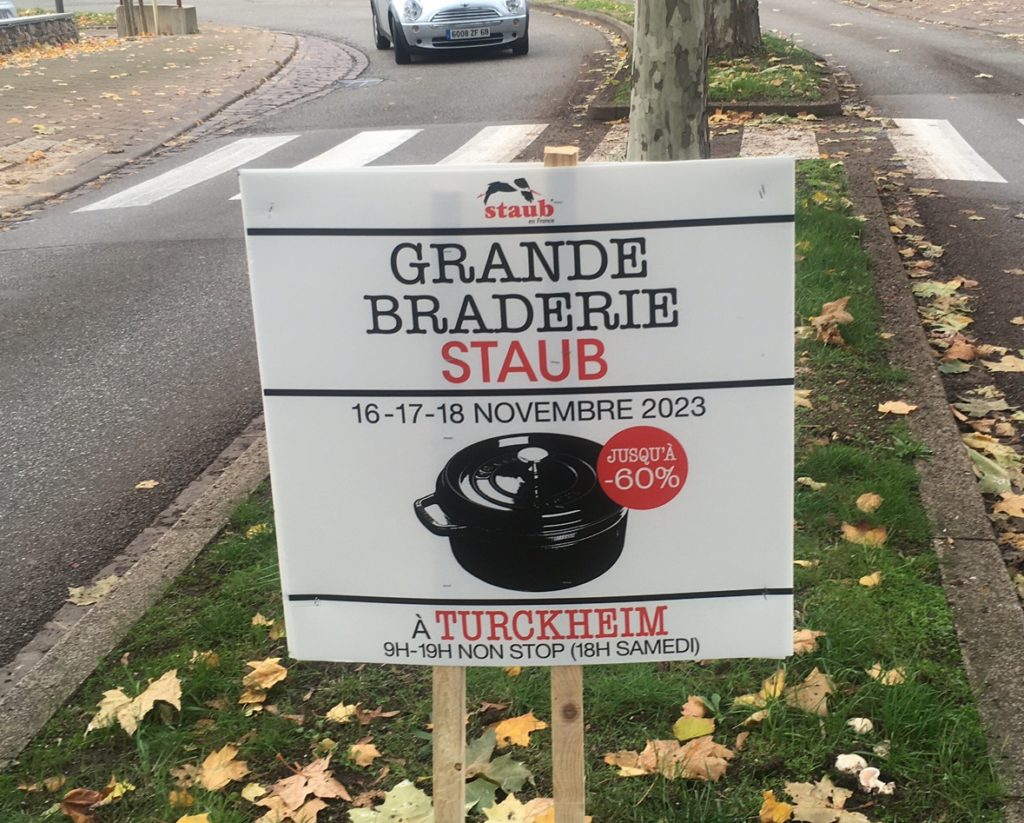 6008 ZF 68
staub
en France
GRANDE
BRADERIE
STAUB
16-17-18 NOVEMBRE 2023
JUSQU'À
-60%
À TURCKHEIM
9H-19H NON STOP (18H SAMEDI)